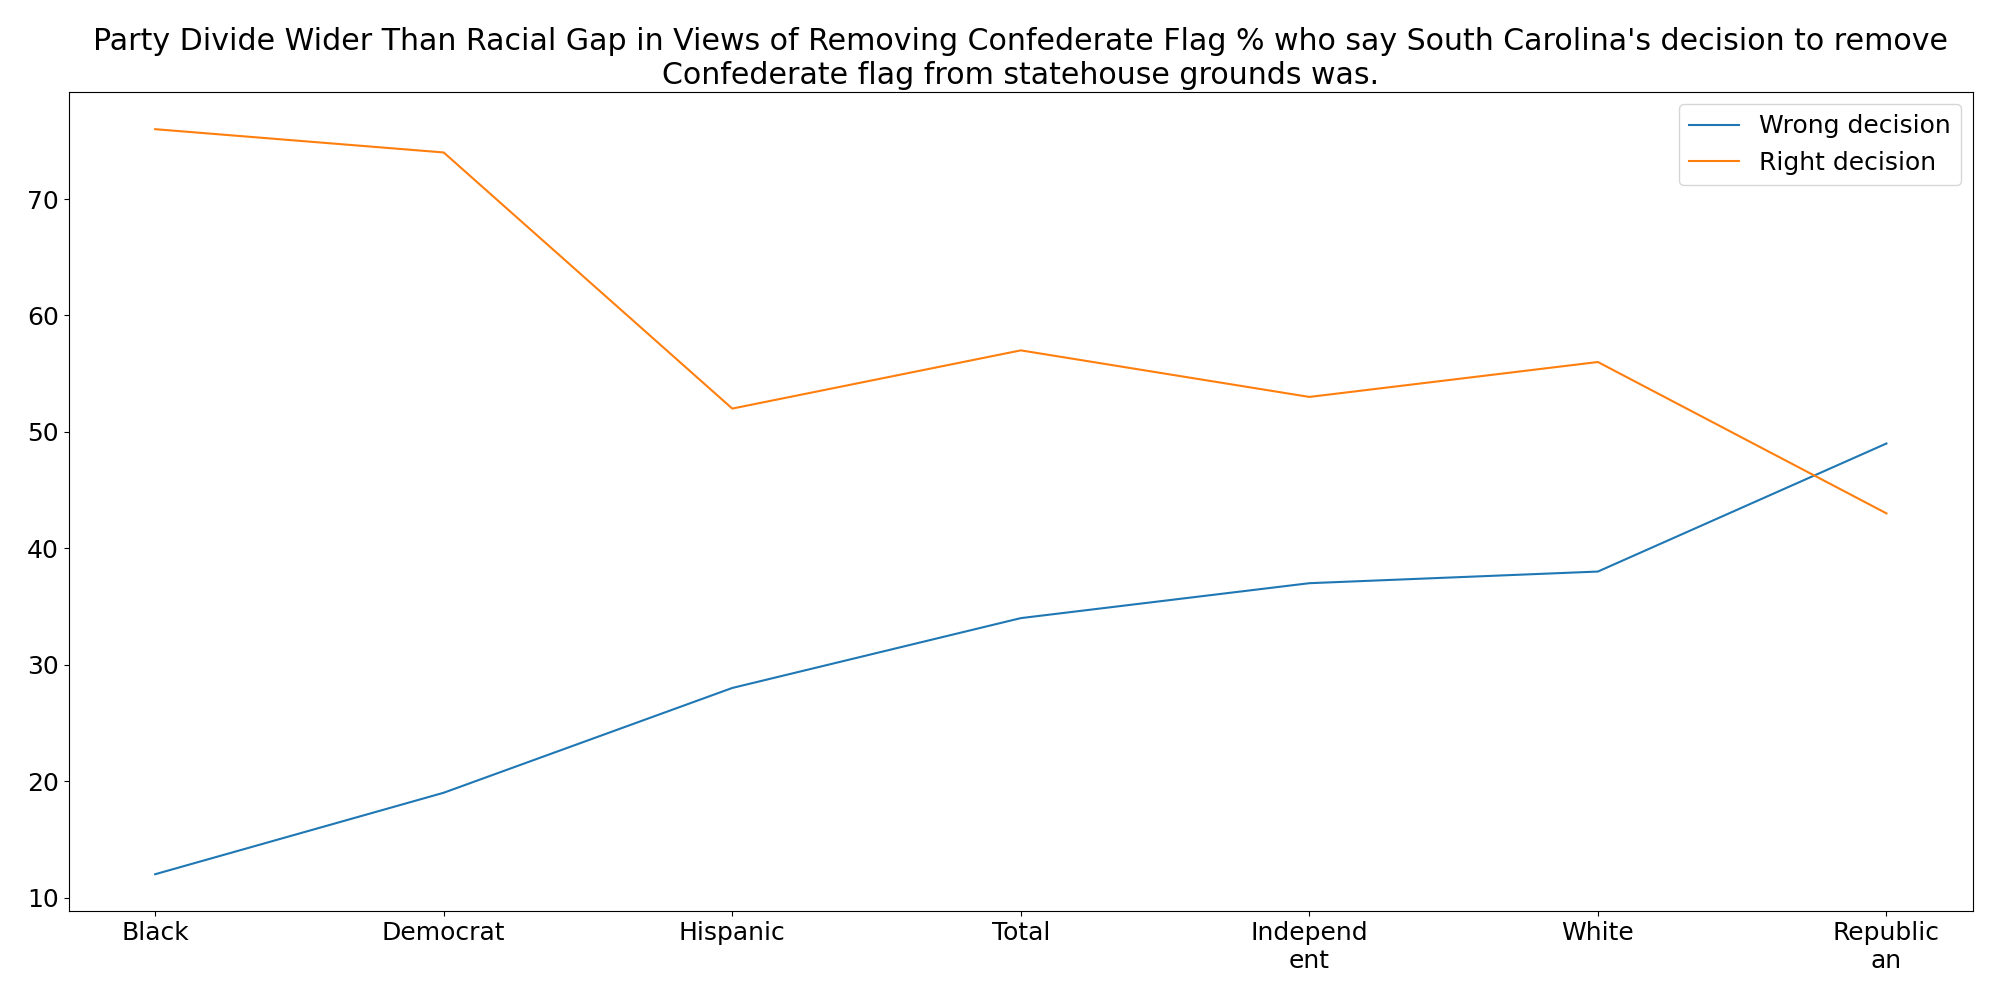 Party Divide Wider Than Racial Gap in Views of Removing Confederate Flag % who say South Carolina's decision to remove
Confederate flag from statehouse grounds was.
Wrong decision
Right decision
70
60
50
40
30
20
10
Black
Democrat
Hispanic
Total
Independ
ent
White
Republic
an